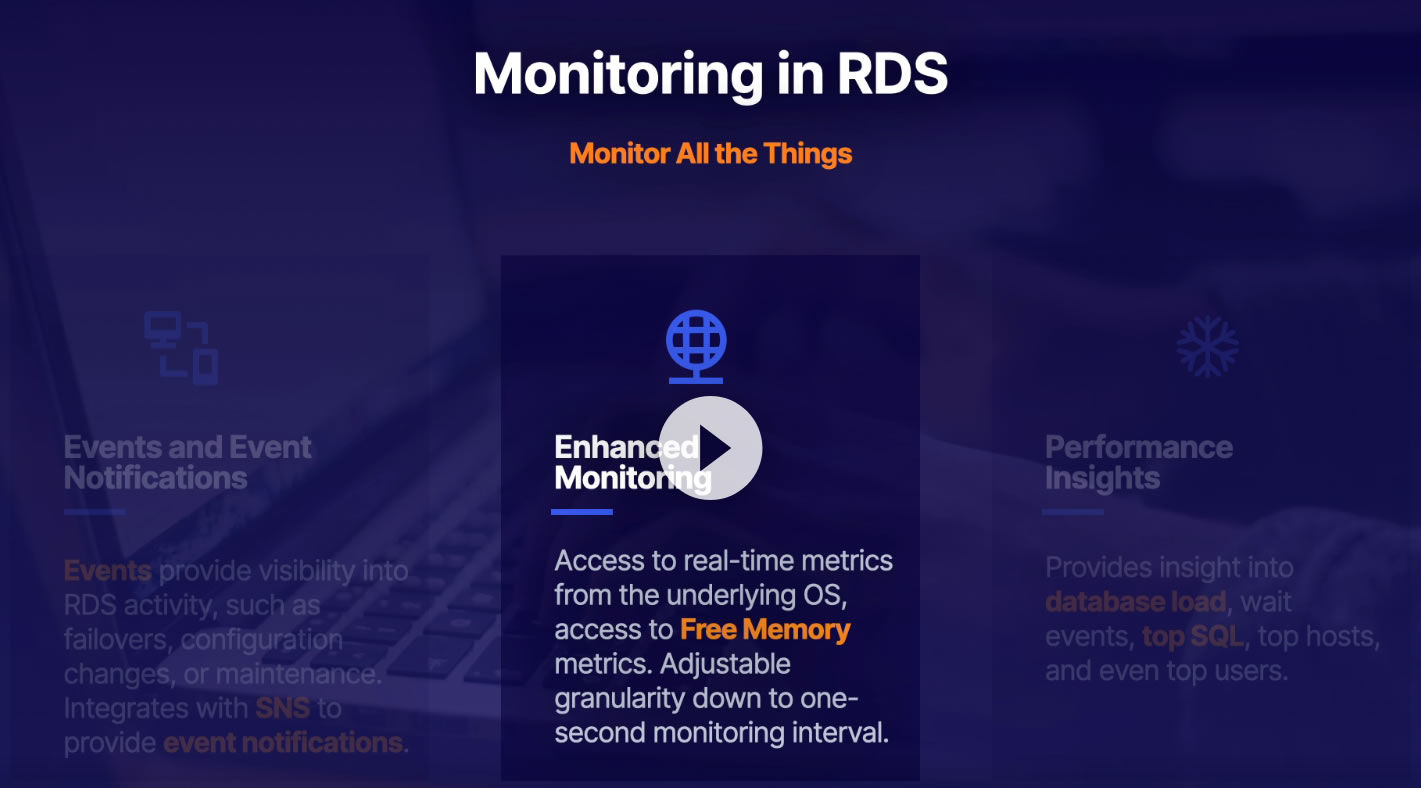 Monitoring in RDS
Monitor All the Things
Events and Event
Notifications
Events provide visibility into
RDS activity, such as
failovers, configuration
changes, or maintenance.
Integrates with SNS to
provide event notifications.
Enhanced
Monitoring
Access to real-time metrics
from the underlying OS,
access to Free Memory
metrics. Adjustable
granularity down to one-
second monitoring interval.
Performance
Insights
Provides insight into
database load, wait
events, top SQL, top hosts,
and even top users.